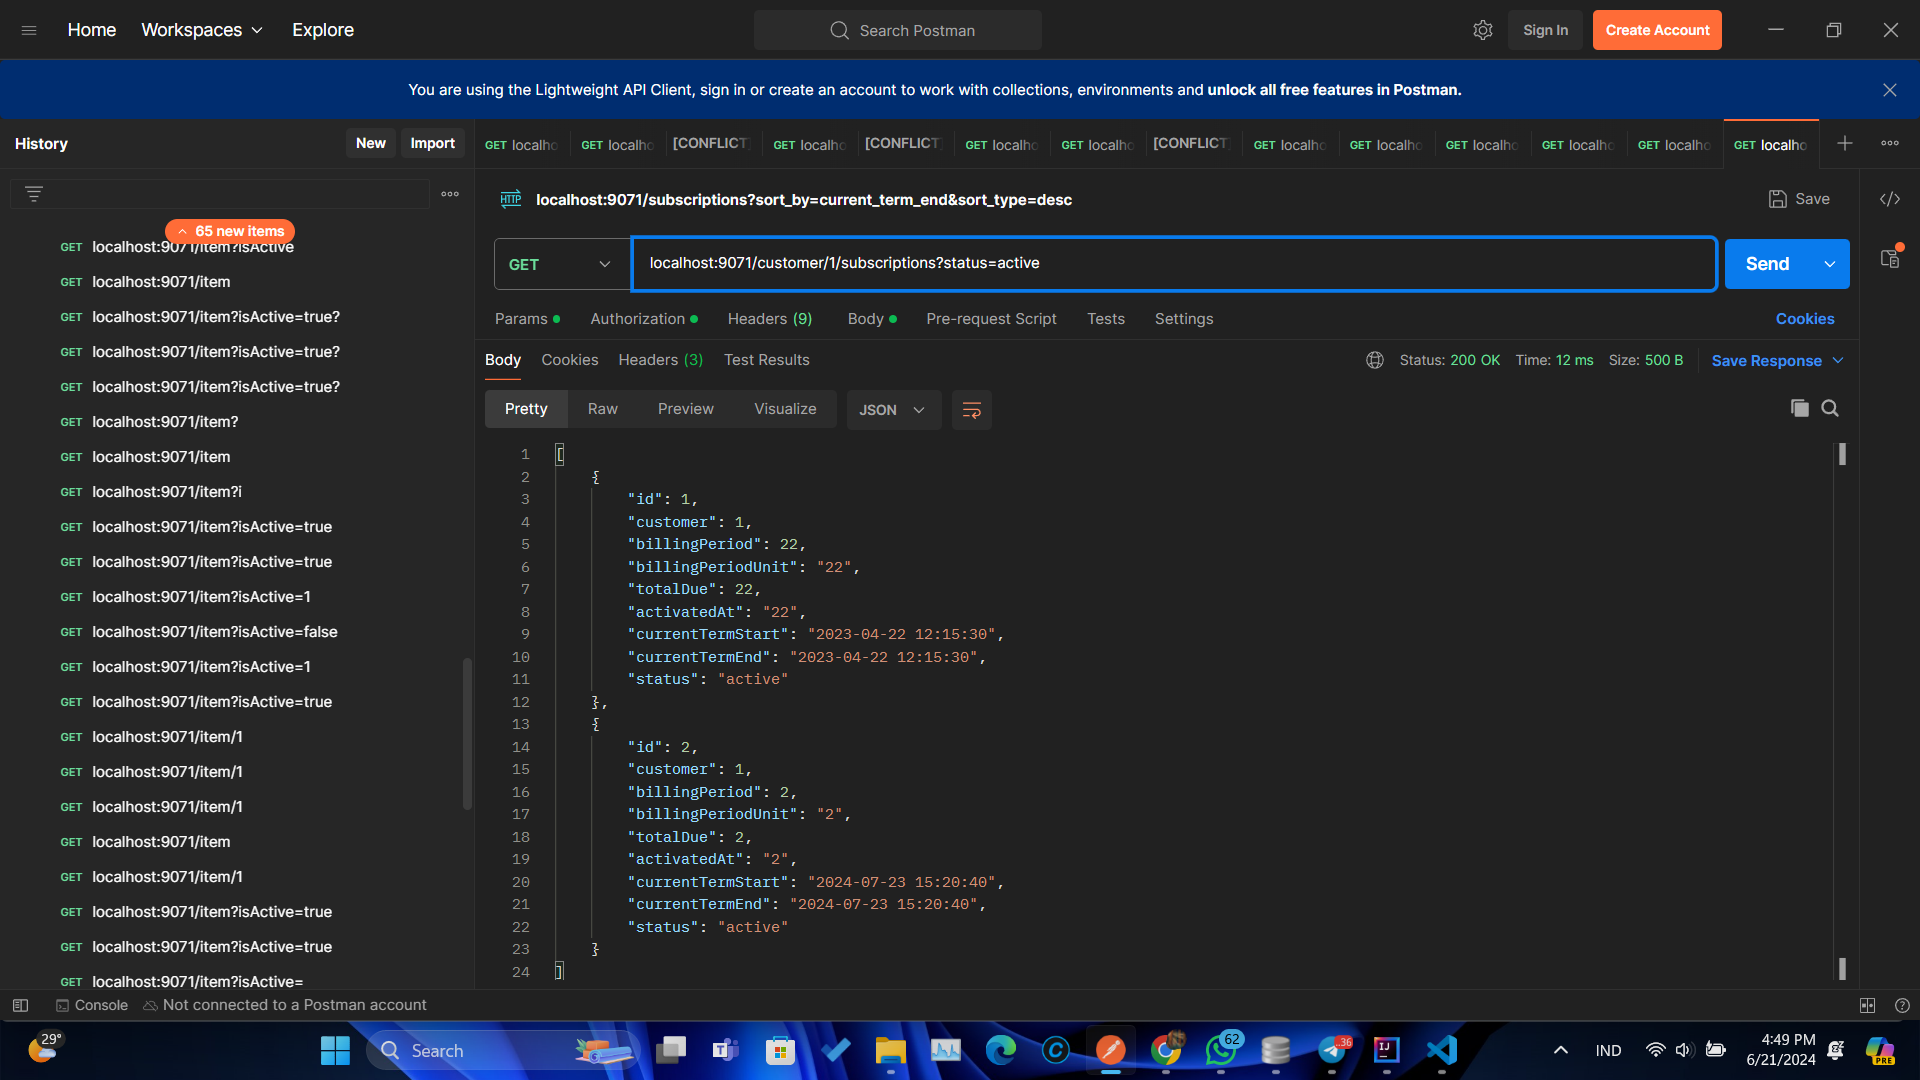 Home
Workspaces
Explore
Search Postman
Sign In
Create Account
You are using the Lightweight API Client, sign in or create an account to work with collections, environments and unlock all free features in Postman.
History
New
Import
GET localho
GET localho
[CONFLICT]
GET localho
[CONFLICT]
GET localho
GET localho
[CONFLICT]
GET localho
GET localho
GET localho
GET localho
GET localho
GET localho
65 new items
GET localhost:9071/item?isActive
GET localhost:9071/item
GET localhost:9071/item?isActive=true?
GET localhost:9071/item?isActive=true?
GET localhost:9071/item?isActive=true?
GET localhost:9071/item?
GET localhost:9071/item
GET localhost:9071/item?i
GET localhost:9071/item?isActive=true
GET localhost:9071/item?isActive=true
GET localhost:9071/item?isActive=1
GET localhost:9071/item?isActive=false
GET localhost:9071/item?isActive=1
GET localhost:9071/item?isActive=true
GET localhost:9071/item/1
GET localhost:9071/item/1
GET localhost:9071/item/1
GET localhost:9071/item
GET localhost:9071/item/1
GET localhost:9071/item?isActive=true
GET localhost:9071/item?isActive=true
GET localhost:9071/item?isActive=
HTTP
localhost:9071/subscriptions?sort_by=current_term_end&sort_type=desc
Save
GET
localhost:9071/customer/1/subscriptions?status=active
Send
Params
Authorization
Headers (9)
Body
Pre-request Script
Tests
Settings
Cookies
Body
Cookies
Headers (3)
Test Results
Status: 200 OK
Time: 12 ms
Size: 500 B
Save Response
Pretty
Raw
Preview
Visualize
JSON
1 [
2 {
3 "id": 1,
4 "customer": 1,
5 "billingPeriod": 22,
6 "billingPeriodUnit": "22",
7 "totalDue": 22,
8 "activatedAt": "22",
9 "currentTermStart": "2023-04-22 12:15:30",
10 "currentTermEnd": "2023-04-22 12:15:30",
11 "status": "active"
12 },
13 {
14 "id": 2,
15 "customer": 1,
16 "billingPeriod": 2,
17 "billingPeriodUnit": "2",
18 "totalDue": 2,
19 "activatedAt": "2",
20 "currentTermStart": "2024-07-23 15:20:40",
21 "currentTermEnd": "2024-07-23 15:20:40",
22 "status": "active"
23 }
24 ]
Console
Not connected to a Postman account
29°
Search
62
36
IND
4:49 PM
6/21/2024
PRE